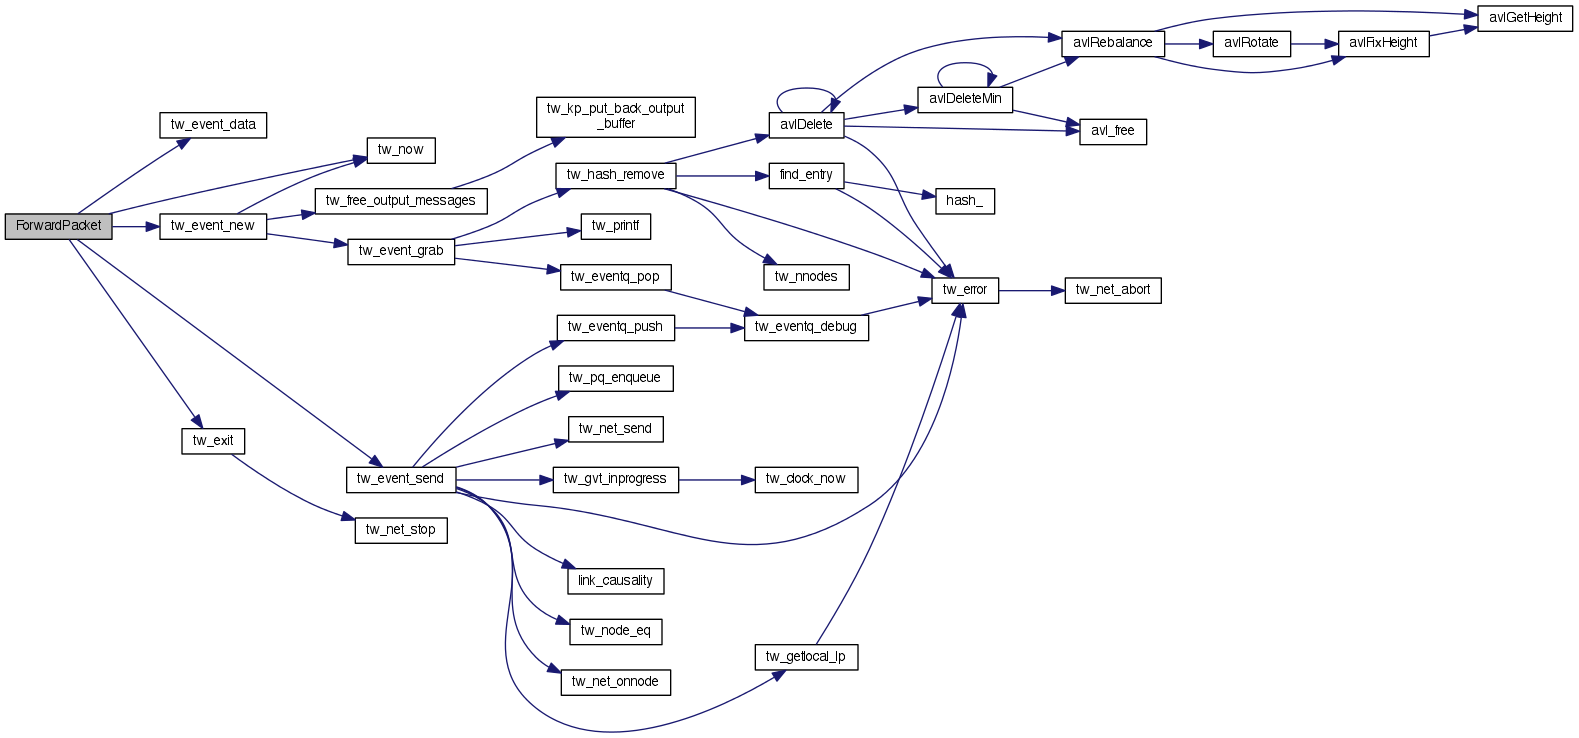 avlGetHeight
avlRebalance
avlRotate
avlFixHeight
avlDeleteMin
tw_kp_put_back_output
_buffer
tw_event_data
avlDelete
avl_free
tw_now
tw_hash_remove
find_entry
tw_free_output_messages
hash_
ForwardPacket
tw_event_new
tw_printf
tw_event_grab
tw_eventq_pop
tw_nnodes
tw_error
tw_net_abort
tw_eventq_push
tw_eventq_debug
tw_pq_enqueue
tw_net_send
tw_exit
tw_event_send
tw_gvt_inprogress
tw_clock_now
tw_net_stop
link_causality
tw_node_eq
tw_getlocal_lp
tw_net_onnode